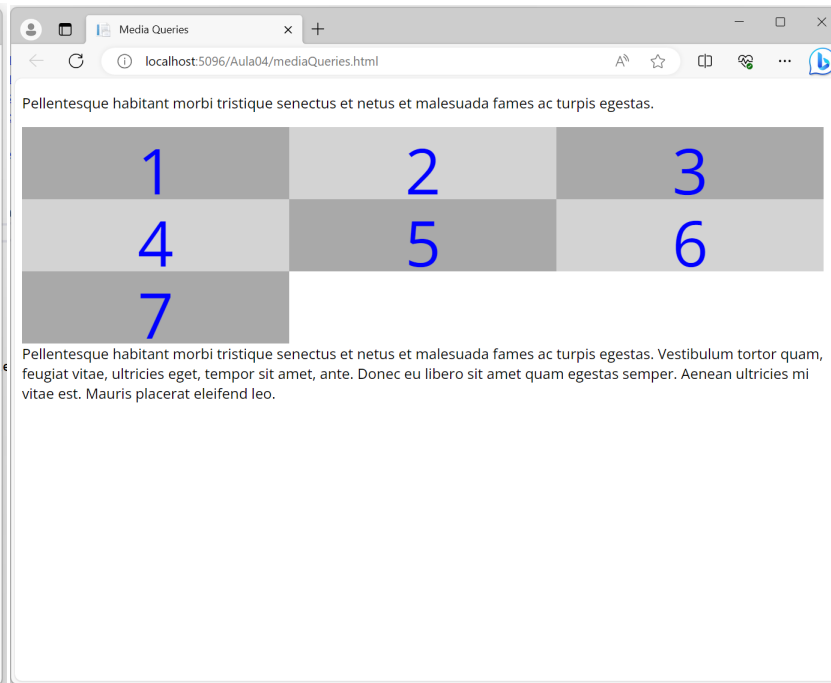 Media Queries
localhost:5096/Aula04/mediaQueries.html
Pellentesque habitant morbi tristique senectus et netus et malesuada fames ac turpis egestas.
1 2 3
4 5 6
7
Pellentesque habitant morbi tristique senectus et netus et malesuada fames ac turpis egestas. Vestibulum tortor quam,
feugiat vitae, ultricies eget, tempor sit amet, ante. Donec eu libero sit amet quam egestas semper. Aenean ultricies mi
vitae est. Mauris placerat eleifend leo.